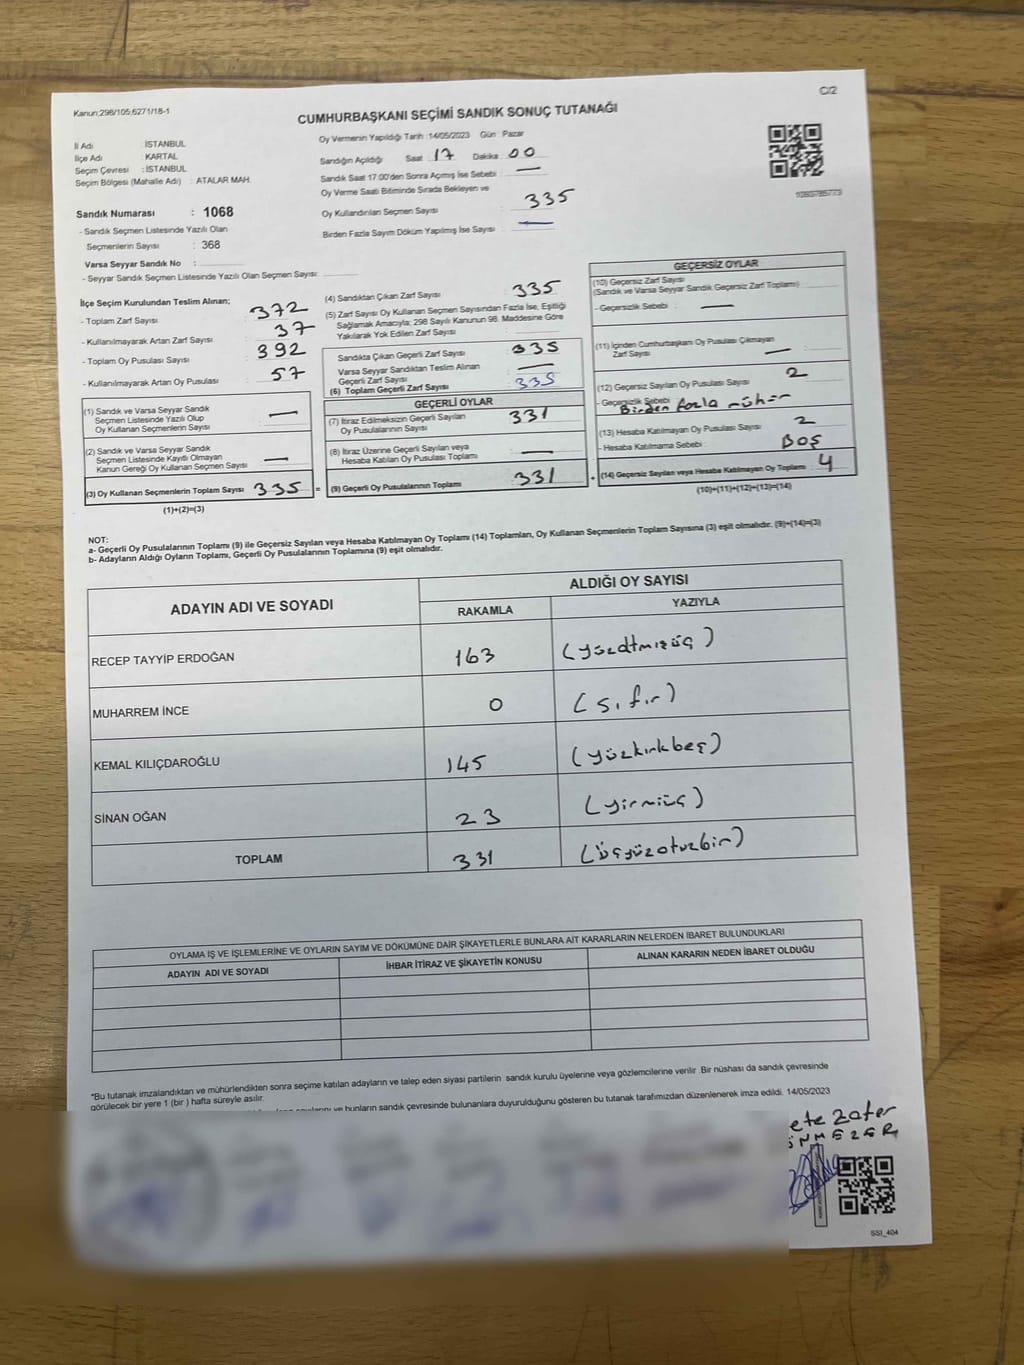 Kanun:298/105;6271/18-1
C/2
CUMHURBAŞKANI SEÇİMİ SANDIK SONUÇ TUTANAĞI
İl Adı : İSTANBUL
İlçe Adı : KARTAL
Seçim Çevresi : İSTANBUL
Seçim Bölgesi (Mahalle Adı) : ATALAR MAH.
Sandık Numarası : 1068
- Sandık Seçmen Listesinde Yazılı Olan
Seçmenlerin Sayısı : 368
Varsa Seyyar Sandık No :
- Seyyar Sandık Seçmen Listesinde Yazılı Olan Seçmen Sayısı:
Oy Vermenin Yapıldığı Tarih :14/05/2023 Gün : Pazar
Sandığın Açıldığı Saat : 17 Dakika : 00
Sandık Saat 17:00'den Sonra Açılmış İse Sebebi : —
Oy Verme Saati Bitiminde Sırada Bekleyen ve
Oy Kullandırılan Seçmen Sayısı : 335
Birden Fazla Sayım Döküm Yapılmış İse Sayısı : —
1080785773
İlçe Seçim Kurulundan Teslim Alınan;
- Toplam Zarf Sayısı : 372
- Kullanılmayarak Artan Zarf Sayısı : 37
- Toplam Oy Pusulası Sayısı : 392
- Kullanılmayarak Artan Oy Pusulası : 57
(1) Sandık ve Varsa Seyyar Sandık
Seçmen Listesinde Yazılı Olup
Oy Kullanan Seçmenlerin Sayısı : —
(2) Sandık ve Varsa Seyyar Sandık
Seçmen Listesinde Kayıtlı Olmayan
Kanun Gereği Oy Kullanan Seçmen Sayısı : —
(3) Oy Kullanan Seçmenlerin Toplam Sayısı : 335 =
(1)+(2)=(3)
(4) Sandıktan Çıkan Zarf Sayısı : 335
(5) Zarf Sayısı Oy Kullanan Seçmen Sayısından Fazla İse, Eşitliği
Sağlamak Amacıyla; 298 Sayılı Kanunun 98. Maddesine Göre
Yakılarak Yok Edilen Zarf Sayısı :
Sandıkta Çıkan Geçerli Zarf Sayısı : 335
Varsa Seyyar Sandıktan Teslim Alınan
Geçerli Zarf Sayısı : —
(6) Toplam Geçerli Zarf Sayısı : 335
GEÇERLİ OYLAR
(7) İtiraz Edilmeksizin Geçerli Sayılan
Oy Pusulalarının Sayısı : 331
(8) İtiraz Üzerine Geçerli Sayılan veya
Hesaba Katılan Oy Pusulası Toplamı : —
(9) Geçerli Oy Pusulalarının Toplamı : 331 +
GEÇERSİZ OYLAR
(10) Geçersiz Zarf Sayısı
(Sandık ve Varsa Seyyar Sandık Geçersiz Zarf Toplamı) :
- Geçersizlik Sebebi : —
(11) İçinden Cumhurbaşkanı Oy Pusulası Çıkmayan
Zarf Sayısı : —
(12) Geçersiz Sayılan Oy Pusulası Sayısı : 2
- Geçersizlik Sebebi : Birden fazla mühür
(13) Hesaba Katılmayan Oy Pusulası Sayısı : 2
- Hesaba Katılmama Sebebi : BOŞ
(14) Geçersiz Sayılan veya Hesaba Katılmayan Oy Toplamı : 4
(10)+(11)+(12)+(13)=(14)
NOT:
a- Geçerli Oy Pusulalarının Toplamı (9) ile Geçersiz Sayılan veya Hesaba Katılmayan Oy Toplamı (14) Toplamları, Oy Kullanan Seçmenlerin Toplam Sayısına (3) eşit olmalıdır. (9)+(14)=(3)
b- Adayların Aldığı Oyların Toplamı, Geçerli Oy Pusulalarının Toplamına (9) eşit olmalıdır.
ADAYIN ADI VE SOYADI ALDIĞI OY SAYISI
RAKAMLA YAZIYLA
RECEP TAYYİP ERDOĞAN 163 (yüzatmışüç)
MUHARREM İNCE 0 (sıfır)
KEMAL KILIÇDAROĞLU 145 (yüzkırkbeş)
SİNAN OĞAN 23 (yirmiüç)
TOPLAM 331 (üçyüzotuzbir)
OYLAMA İŞ VE İŞLEMLERİNE VE OYLARIN SAYIM VE DÖKÜMÜNE DAİR ŞİKAYETLERLE BUNLARA AİT KARARLARIN NELERDEN İBARET BULUNDUKLARI
ADAYIN ADI VE SOYADI İHBAR İTİRAZ VE ŞİKAYETİN KONUSU ALINAN KARARIN NEDEN İBARET OLDUĞU
"Bu tutanak imzalandıktan ve mühürlendikten sonra seçime katılan adayların ve talep eden siyasi partilerin sandık kurulu üyelerine veya gözlemcilerine verilir. Bir nüshası da sandık çevresinde
görülecek bir yere 1 (bir) hafta süreyle asılır.
ve bunların sandık çevresinde bulunanlara duyurulduğunu gösteren bu tutanak tarafımızdan düzenlenerek imza edildi. 14/05/2023
ete Zafer
ÖNMEZER
SSI_404